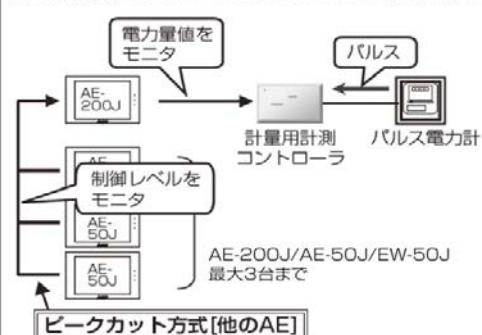 電力量値を
モニタ
パルス
AE-
200J
計量用計測
コントローラ
パルス電力計
制御レベルを
モニタ
AE-
50J
AE-200J/AE-50J/EW-50J
最大3台まで
AE-
50J
ピークカット方式[他のAE]